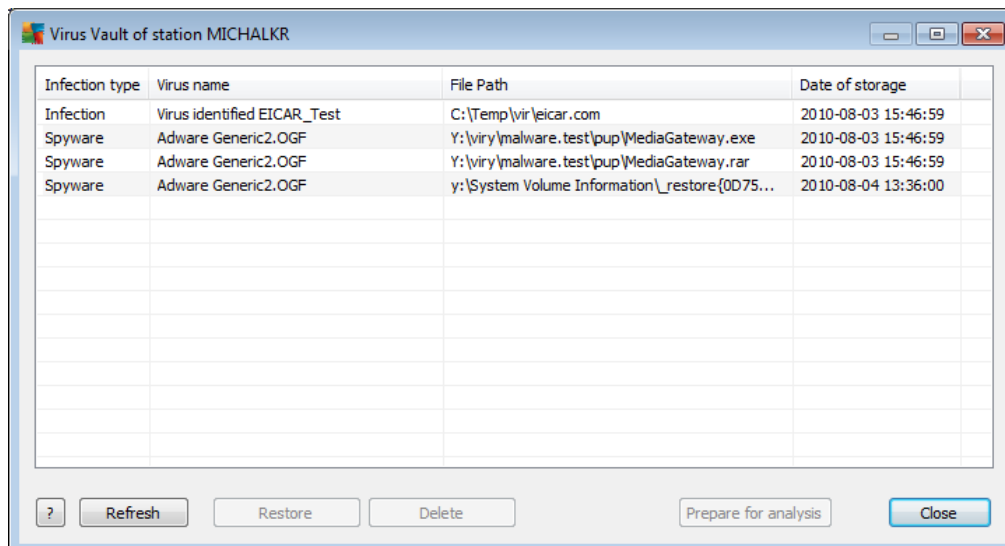 Virus Vault of station MICHALKR
Infection type Virus name File Path Date of storage
Infection Virus identified EICAR_Test C:\Temp\vir\eicar.com 2010-08-03 15:46:59
Spyware Adware Generic2.OGF Y:\viry\malware.test\pup\MediaGateway.exe 2010-08-03 15:46:59
Spyware Adware Generic2.OGF Y:\viry\malware.test\pup\MediaGateway.rar 2010-08-03 15:46:59
Spyware Adware Generic2.OGF y:\System Volume Information\_restore{0D75... 2010-08-04 13:36:00
? Refresh Restore Delete Prepare for analysis Close